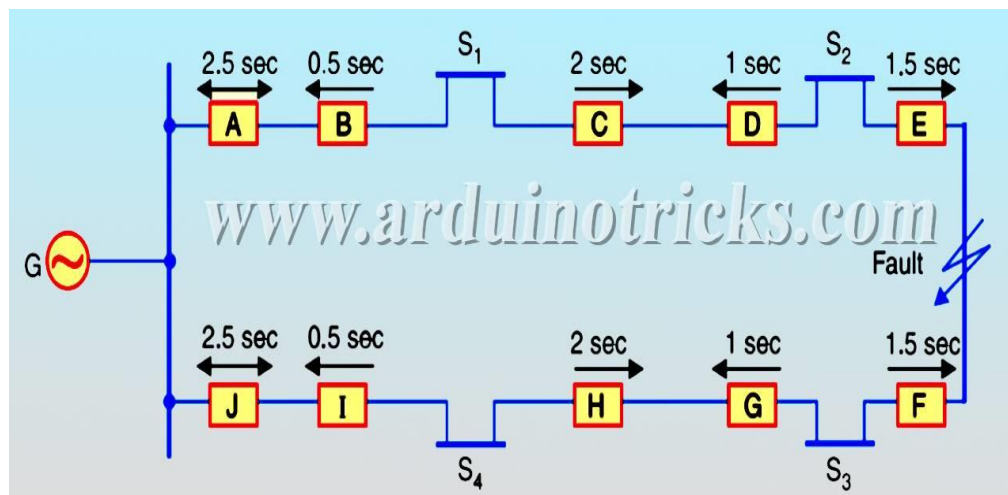 S1 S2
2.5 sec 0.5 sec 2 sec 1 sec 1.5 sec
A B C D E
www.arduinotricks.com
G Fault
2.5 sec 0.5 sec 2 sec 1 sec 1.5 sec
J I H G F
S4 S3